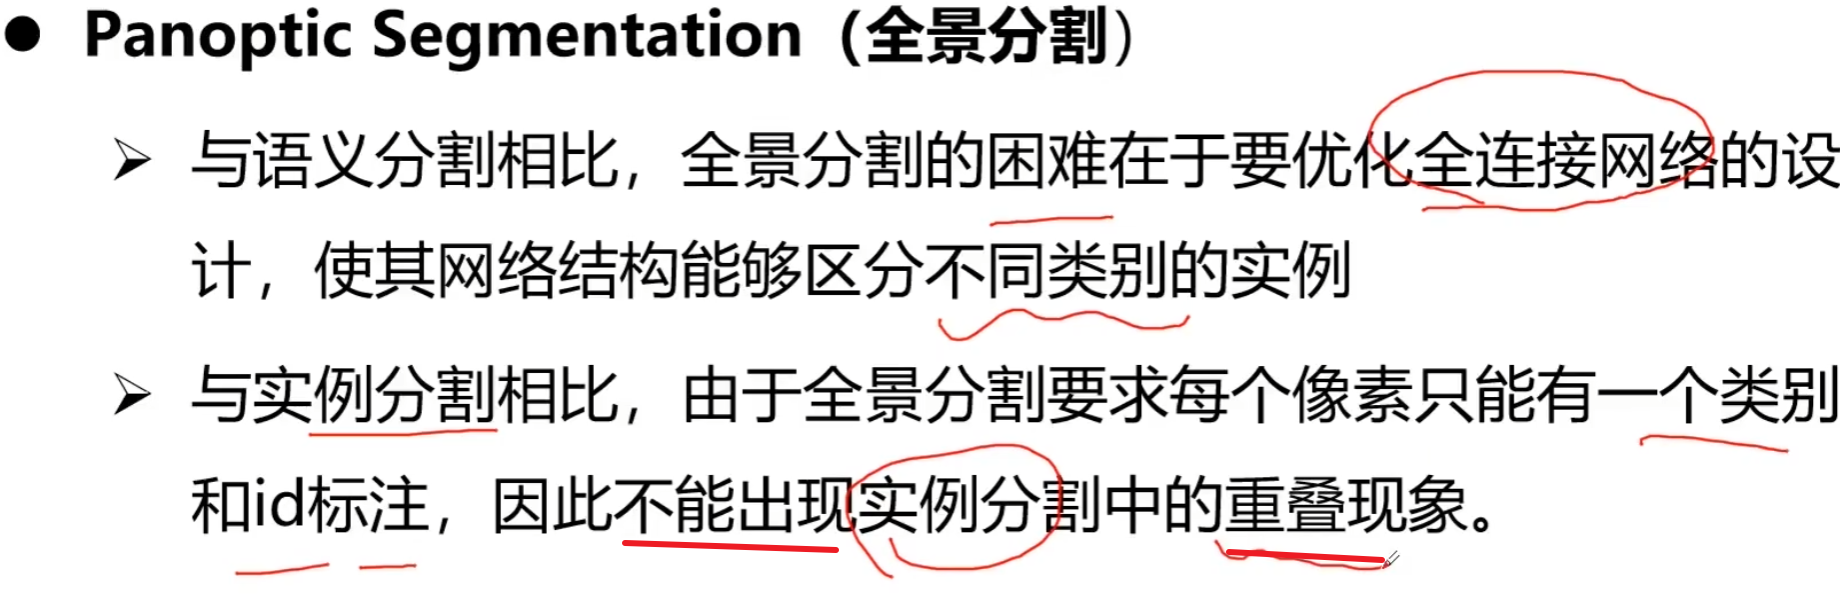 ● Panoptic Segmentation（全景分割）
➢ 与语义分割相比，全景分割的困难在于要优化全连接网络的设
计，使其网络结构能够区分不同类别的实例
➢ 与实例分割相比，由于全景分割要求每个像素只能有一个类别
和id标注，因此不能出现实例分割中的重叠现象。